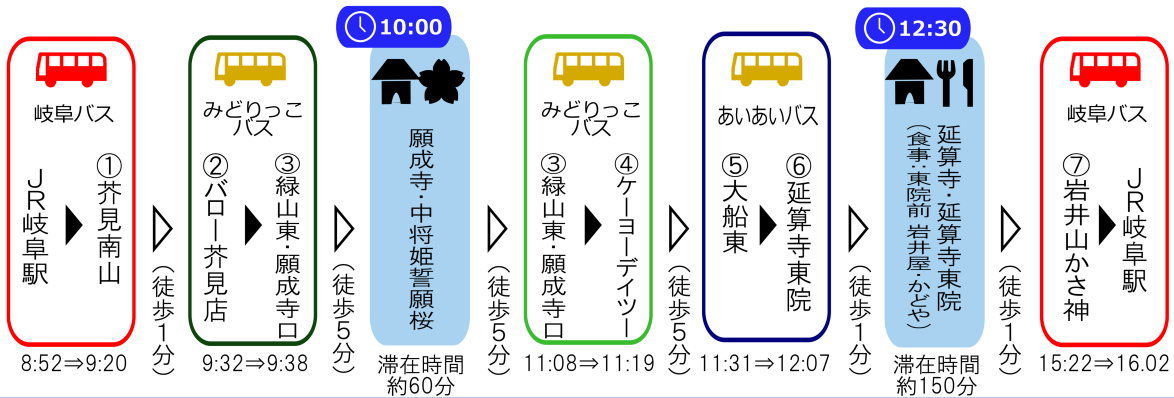 岐阜バス
JR岐阜駅
①芥見南山
8:52⇒9:20
(徒歩1分)
みどりっこ
バス
②バロー芥見店
③緑山東・願成寺口
9:32⇒9:38
(徒歩5分)
10:00
願成寺・中将姫誓願桜
滞在時間
約60分
(徒歩5分)
みどりっこ
バス
③緑山東・願成寺口
④ケーヨーデイツー
11:08⇒11:19
(徒歩5分)
あいあいバス
⑤大船東
⑥延算寺東院
11:31⇒12:07
(徒歩1分)
12:30
延算寺・延算寺東院
(食事:東院前 岩井屋・かどや)
滞在時間
約150分
(徒歩1分)
岐阜バス
⑦岩井山かさ神
JR岐阜駅
15:22⇒16.02